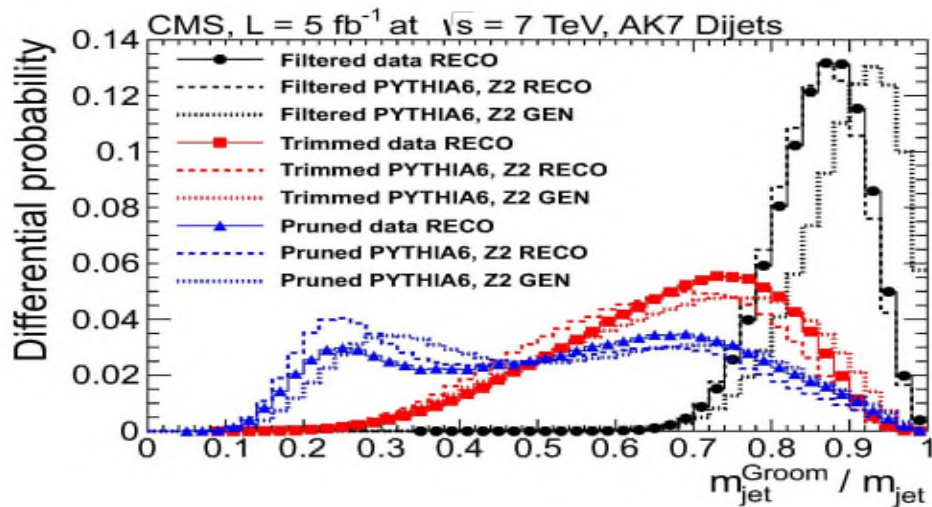 CMS, L = 5 fb⁻¹ at √s = 7 TeV, AK7 Dijets
Differential probability
0.14
0.12
0.1
0.08
0.06
0.04
0.02
0
Filtered data RECO
Filtered PYTHIA6, Z2 RECO
Filtered PYTHIA6, Z2 GEN
Trimmed data RECO
Trimmed PYTHIA6, Z2 RECO
Trimmed PYTHIA6, Z2 GEN
Pruned data RECO
Pruned PYTHIA6, Z2 RECO
Pruned PYTHIA6, Z2 GEN
0 0.1 0.2 0.3 0.4 0.5 0.6 0.7 0.8 0.9 1
m_jet^Groom / m_jet